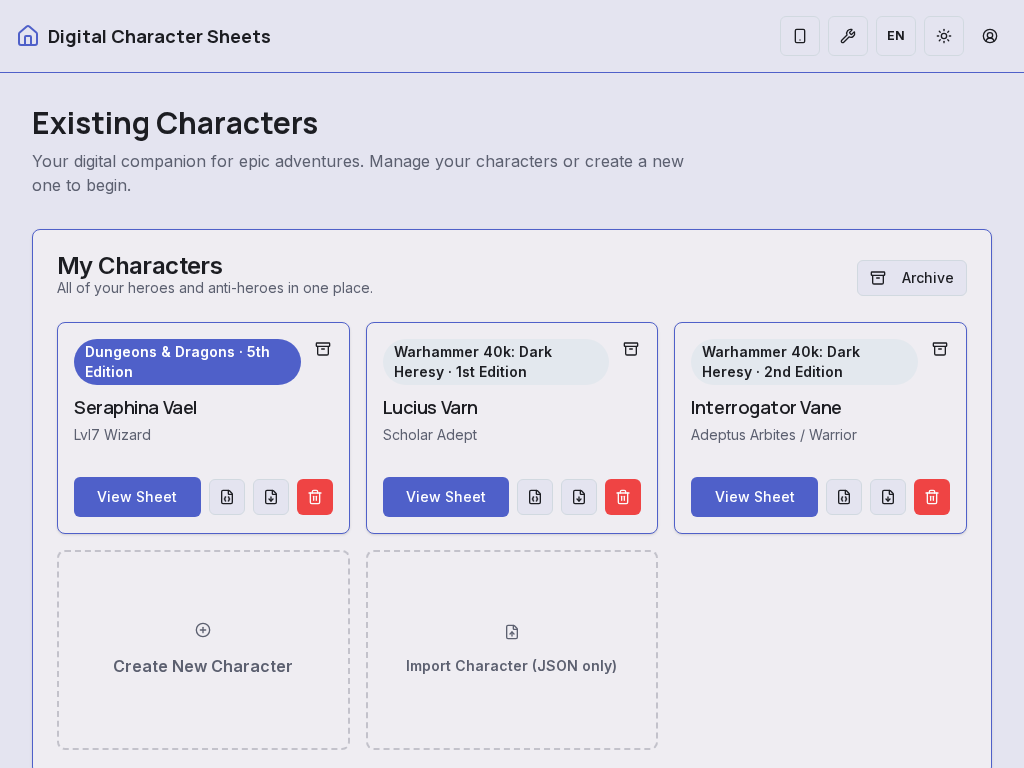 Digital Character Sheets
EN
Existing Characters
Your digital companion for epic adventures. Manage your characters or create a new
one to begin.
My Characters
All of your heroes and anti-heroes in one place.
Archive
Dungeons & Dragons · 5th
Edition
Seraphina Vael
Lvl7 Wizard
View Sheet
Warhammer 40k: Dark
Heresy · 1st Edition
Lucius Varn
Scholar Adept
View Sheet
Warhammer 40k: Dark
Heresy · 2nd Edition
Interrogator Vane
Adeptus Arbites / Warrior
View Sheet
Create New Character
Import Character (JSON only)